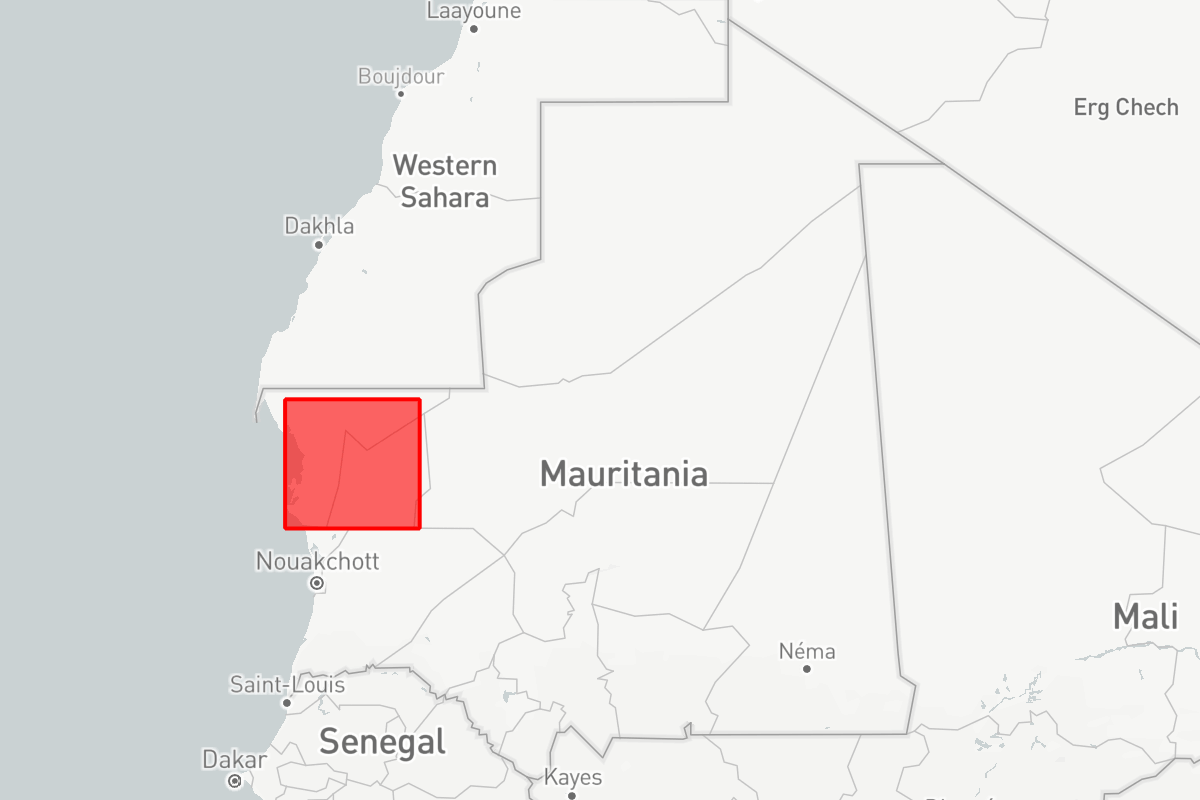 Laayoune
Boujdour
Erg Chech
Western
Sahara
Dakhla
Mauritania
Nouakchott
Mali
Néma
Saint-Louis
Senegal
Dakar
Kayes